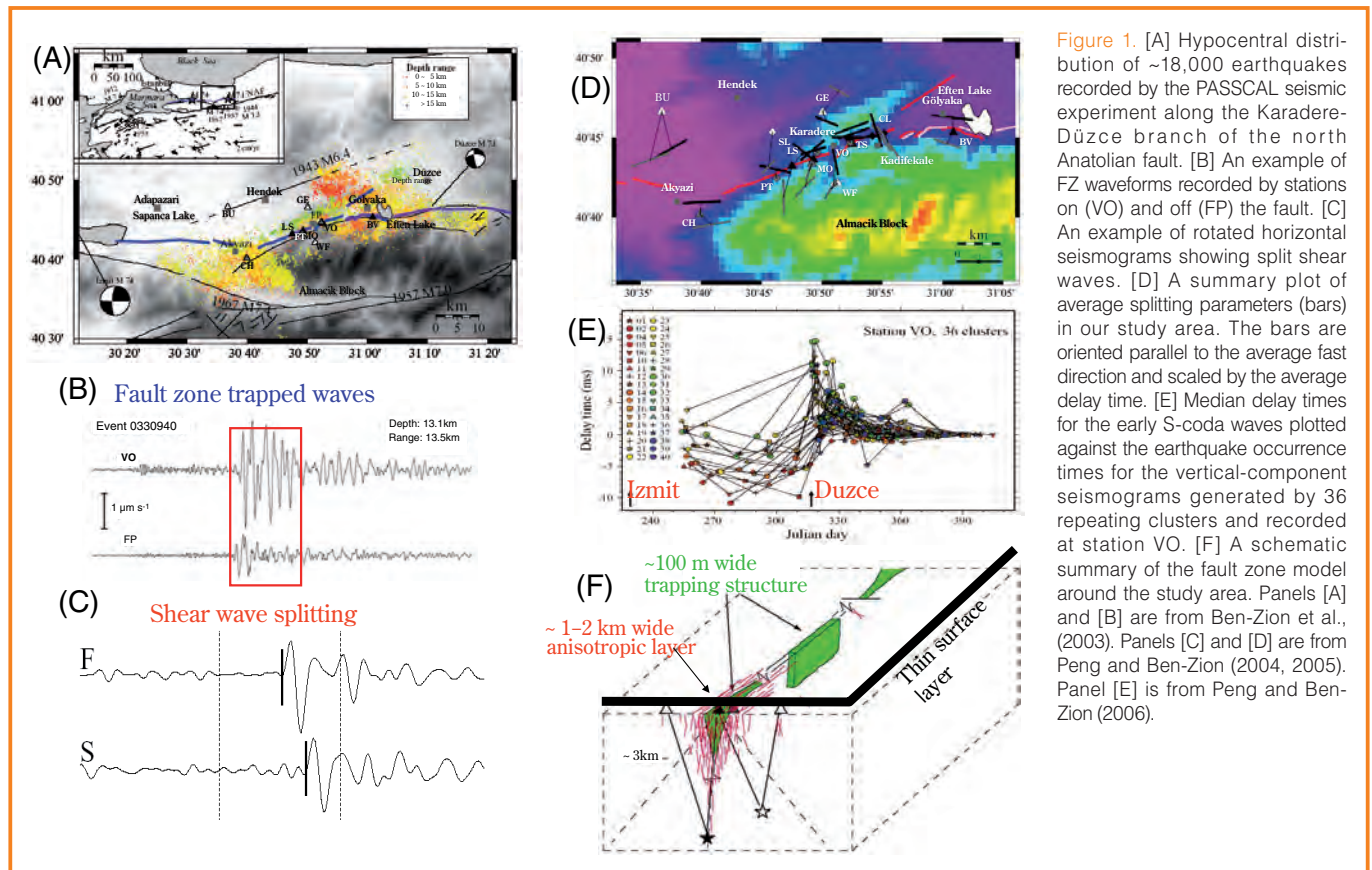 (A)
km
0 50 100
Black Sea
Istanbul
Marmara
Sea
NAF
1944
1957
1967
2 cm/yr
Depth range
0 ~ 5 km
5 ~ 10 km
10 ~ 15 km
> 15 km
Düzce M 7.1
1943 M6.4
Depth range
Düzce
Hendek
Adapazari
Sapanca Lake
BU
GE
FP
Gölyaka
LS
VO
BV
Eften Lake
PT
MO
WF
Akyazi
CH
Almacik Block
1957 M7.0
km
0 5 10
41 00'
40 50'
40 40'
40 30'
30 20' 30 30' 30 40' 30 50' 31 00' 31 10' 31 20'
(B) Fault zone trapped waves
Event 0330940
Depth: 13.1km
Range: 13.5km
VO
1 µm s-1
FP
(C)
Shear wave splitting
F
S
(D)
40°50'
40°45'
40°40'
BU
Hendek
GE
Eften Lake
Gölyaka
CL
Karadere
SL
LS
VO
TS
BV
Kadifekale
MO
PT
WF
Akyazi
CH
Almacik Block
km
0 5
30°35' 30°40' 30°45' 30°50' 30°55' 31°00' 31°05'
(E)
Station VO, 36 clusters
Delay time (ms)
Izmit
Duzce
240 270 300 330 360 390
Julian day
(F)
~100 m wide
trapping structure
~ 1–2 km wide
anisotropic layer
Thin surface
layer
~ 3km
Figure 1. [A] Hypocentral distri-
bution of ~18,000 earthquakes
recorded by the PASSCAL seismic
experiment along the Karadere-
Düzce branch of the north
Anatolian fault. [B] An example of
FZ waveforms recorded by stations
on (VO) and off (FP) the fault. [C]
An example of rotated horizontal
seismograms showing split shear
waves. [D] A summary plot of
average splitting parameters (bars)
in our study area. The bars are
oriented parallel to the average fast
direction and scaled by the average
delay time. [E] Median delay times
for the early S-coda waves plotted
against the earthquake occurrence
times for the vertical-component
seismograms generated by 36
repeating clusters and recorded
at station VO. [F] A schematic
summary of the fault zone model
around the study area. Panels [A]
and [B] are from Ben-Zion et al.,
(2003). Panels [C] and [D] are from
Peng and Ben-Zion (2004, 2005).
Panel [E] is from Peng and Ben-
Zion (2006).